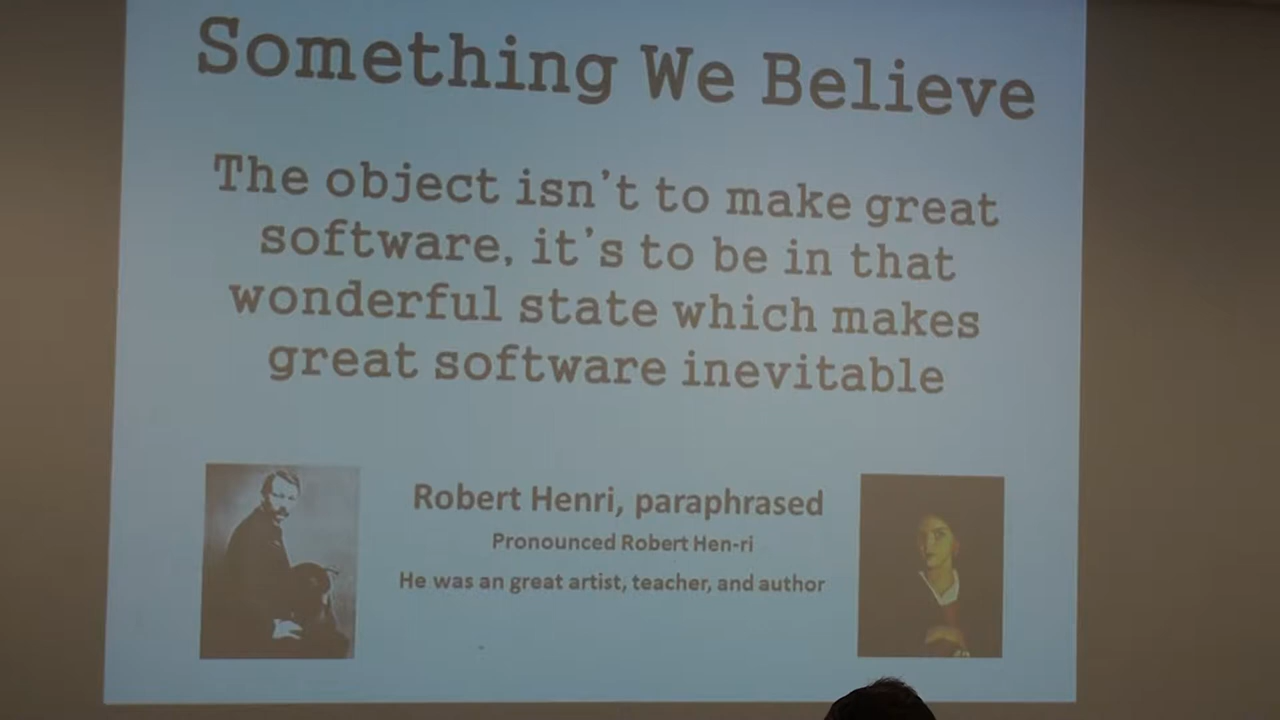 Something We Believe
The object isn't to make great
software, it's to be in that
wonderful state which makes
great software inevitable
Robert Henri, paraphrased
Pronounced Robert Hen-ri
He was an great artist, teacher, and author